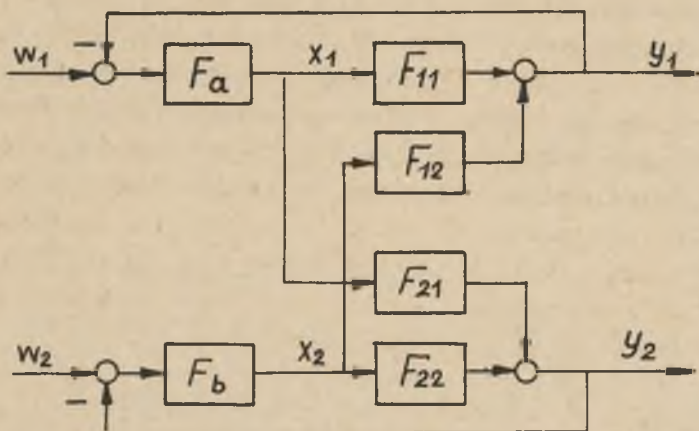 w₁ − Fa x₁ F₁₁ y₁
F₁₂
F₂₁
w₂ − Fb x₂ F₂₂ y₂